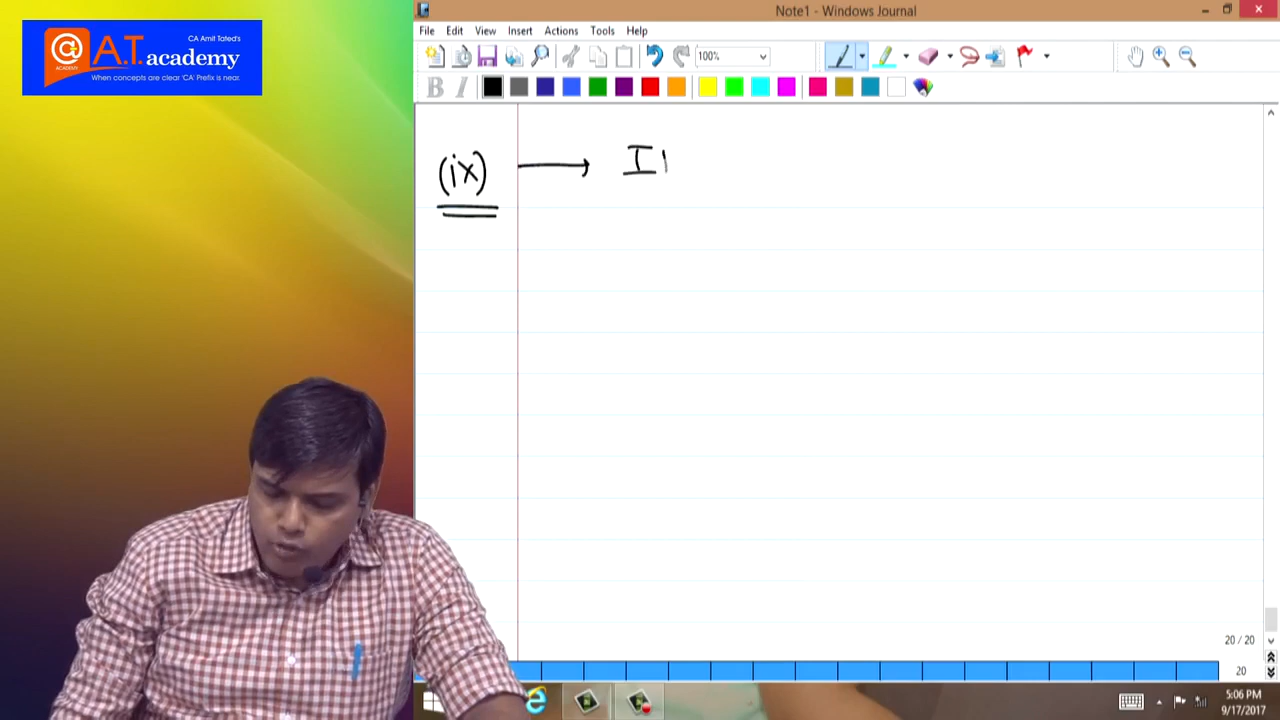 Note1 - Windows Journal
CA Amit Tated's
@ A.T. academy
ACADEMY
When concepts are clear 'CA' Prefix is near.
File Edit View Insert Actions Tools Help
100%
B I
(ix) → I
20 / 20
20
5:06 PM
9/17/2017